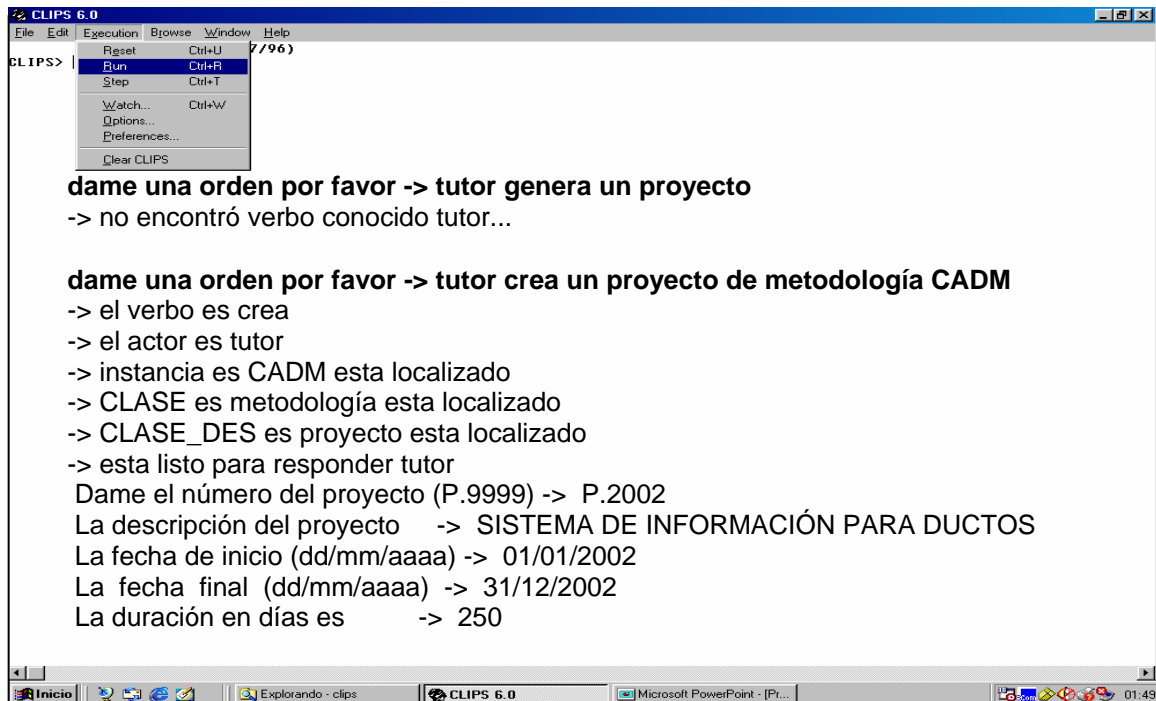 CLIPS 6.0
File Edit Execution Browse Window Help
7/96)
CLIPS>
Reset Ctrl+U
Run Ctrl+R
Step Ctrl+T
Watch... Ctrl+W
Options...
Preferences...
Clear CLIPS
dame una orden por favor -> tutor genera un proyecto
-> no encontró verbo conocido tutor...
dame una orden por favor -> tutor crea un proyecto de metodología CADM
-> el verbo es crea
-> el actor es tutor
-> instancia es CADM esta localizado
-> CLASE es metodología esta localizado
-> CLASE_DES es proyecto esta localizado
-> esta listo para responder tutor
Dame el número del proyecto (P.9999) -> P.2002
La descripción del proyecto -> SISTEMA DE INFORMACIÓN PARA DUCTOS
La fecha de inicio (dd/mm/aaaa) -> 01/01/2002
La fecha final (dd/mm/aaaa) -> 31/12/2002
La duración en días es -> 250
Inicio Explorando - clips CLIPS 6.0 Microsoft PowerPoint - [Pr... 01:49